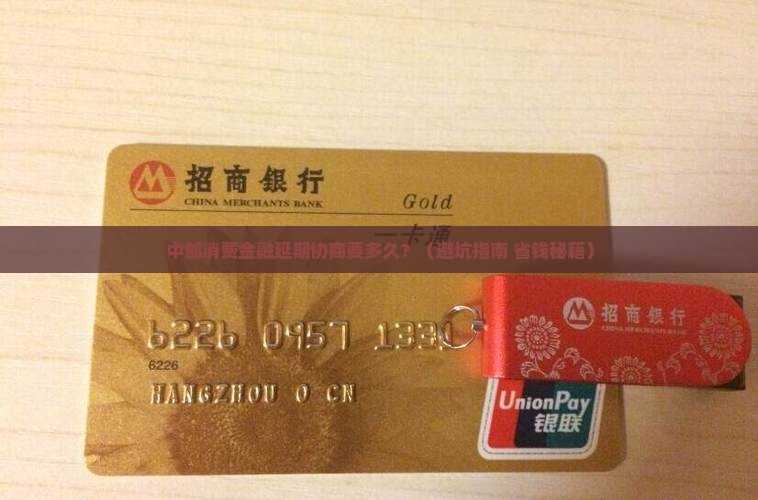 招商银行
CHINA MERCHANTS BANK
Gold
一卡通
中邮消费金融延期协商要多久？（避坑指南 省钱秘籍）
招商银行
CHINA MERCHANTS BANK
6226 0957 1331
6226
HANGZHOU O CN
UnionPay
银联